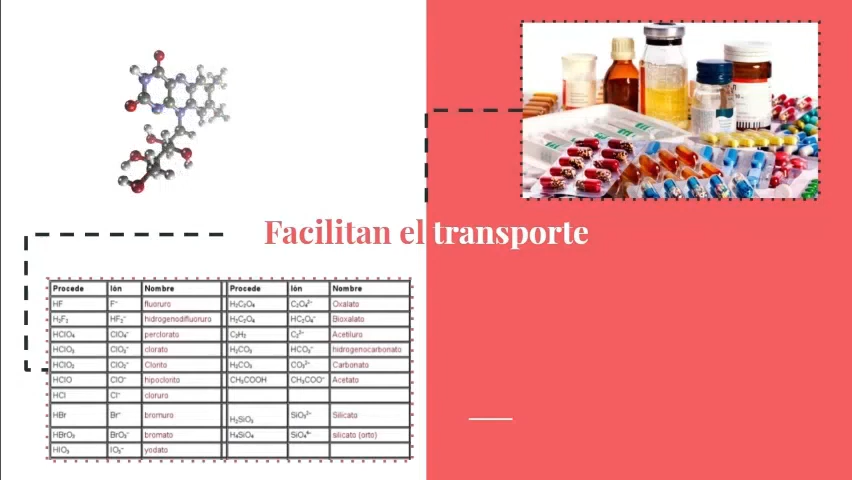 Facilitan el transporte
Procede Ión Nombre Procede Ión Nombre
HF F⁻ fluoruro H₂C₂O₄ C₂O₄²⁻ Oxalato
H₂F₂ HF₂⁻ hidrogenodifluoruro H₂C₂O₄ HC₂O₄⁻ Bioxalato
HClO₄ ClO₄⁻ perclorato C₂H₂ C₂²⁻ Acetiluro
HClO₃ ClO₃⁻ clorato H₂CO₃ HCO₃⁻ hidrogenocarbonato
HClO₂ ClO₂⁻ Clorito H₂CO₃ CO₃²⁻ Carbonato
HClO ClO⁻ hipoclorito CH₃COOH CH₃COO⁻ Acetato
HCl Cl⁻ cloruro
HBr Br⁻ bromuro H₂SiO₃ SiO₃²⁻ Silicato
HBrO₃ BrO₃⁻ bromato H₄SiO₄ SiO₄⁴⁻ silicato (orto)
HIO₃ IO₃⁻ yodato